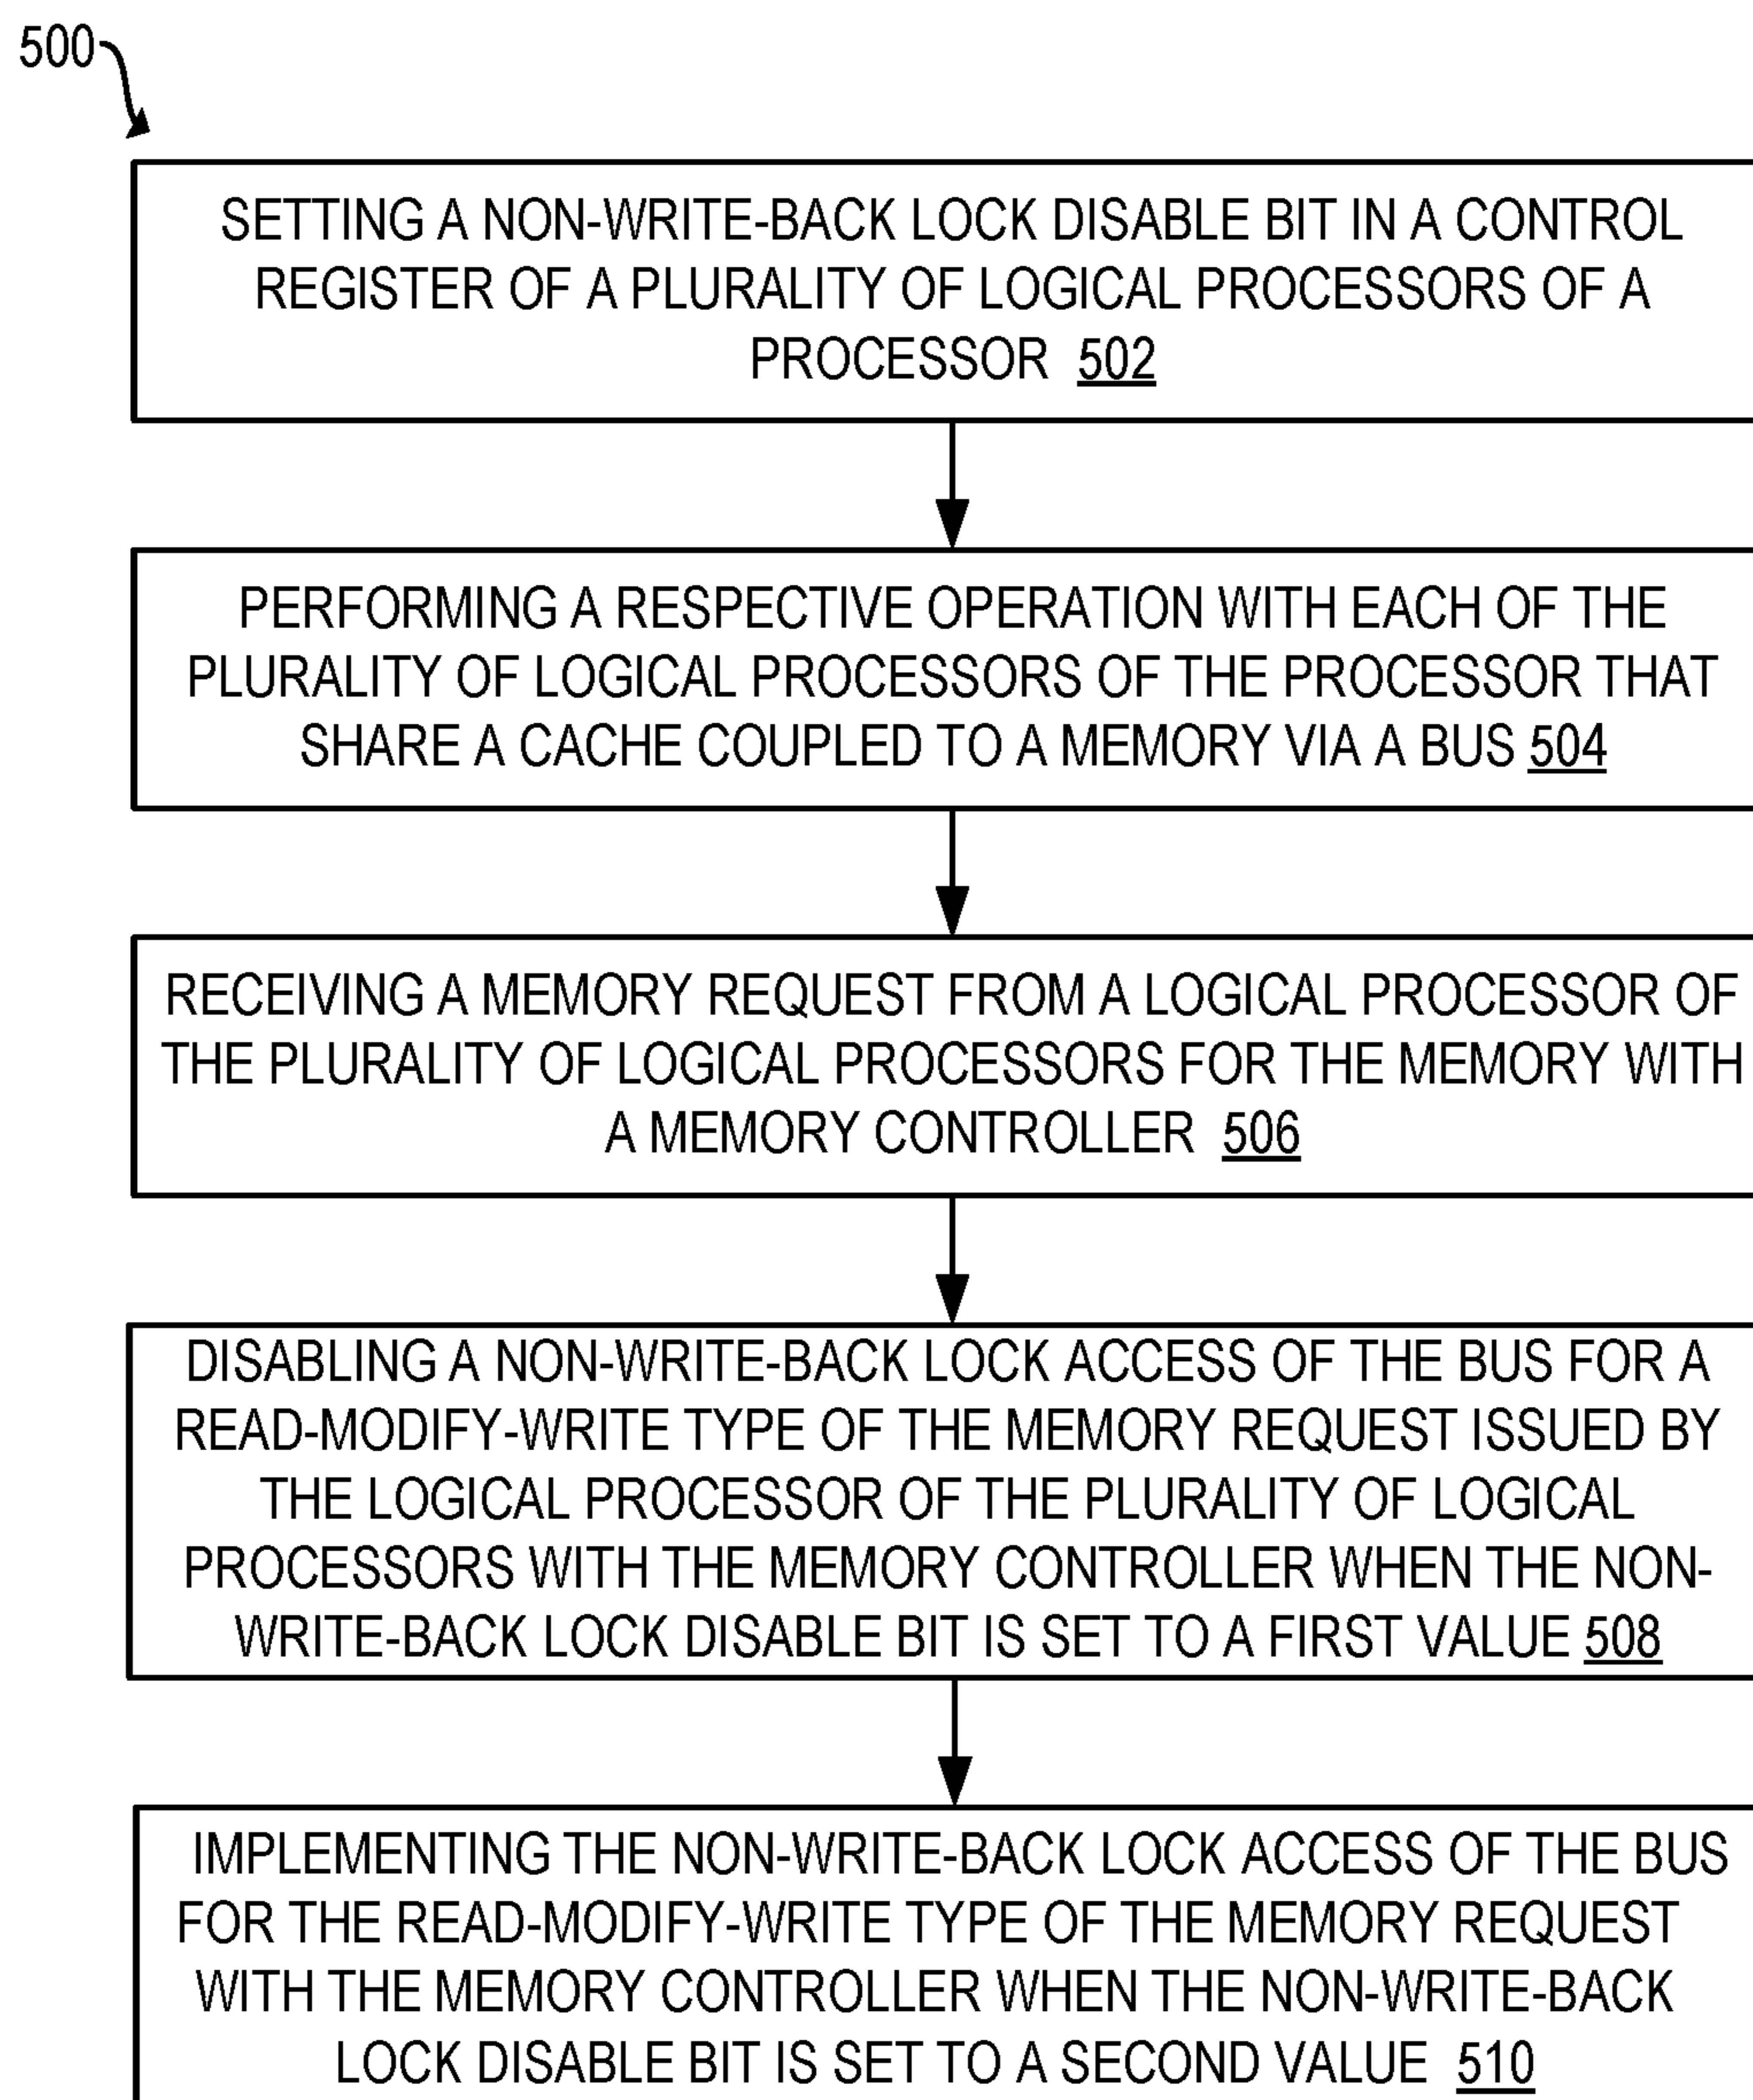 500
SETTING A NON-WRITE-BACK LOCK DISABLE BIT IN A CONTROL
REGISTER OF A PLURALITY OF LOGICAL PROCESSORS OF A
PROCESSOR 502
PERFORMING A RESPECTIVE OPERATION WITH EACH OF THE
PLURALITY OF LOGICAL PROCESSORS OF THE PROCESSOR THAT
SHARE A CACHE COUPLED TO A MEMORY VIA A BUS 504
RECEIVING A MEMORY REQUEST FROM A LOGICAL PROCESSOR OF
THE PLURALITY OF LOGICAL PROCESSORS FOR THE MEMORY WITH
A MEMORY CONTROLLER 506
DISABLING A NON-WRITE-BACK LOCK ACCESS OF THE BUS FOR A
READ-MODIFY-WRITE TYPE OF THE MEMORY REQUEST ISSUED BY
THE LOGICAL PROCESSOR OF THE PLURALITY OF LOGICAL
PROCESSORS WITH THE MEMORY CONTROLLER WHEN THE NON-
WRITE-BACK LOCK DISABLE BIT IS SET TO A FIRST VALUE 508
IMPLEMENTING THE NON-WRITE-BACK LOCK ACCESS OF THE BUS
FOR THE READ-MODIFY-WRITE TYPE OF THE MEMORY REQUEST
WITH THE MEMORY CONTROLLER WHEN THE NON-WRITE-BACK
LOCK DISABLE BIT IS SET TO A SECOND VALUE 510